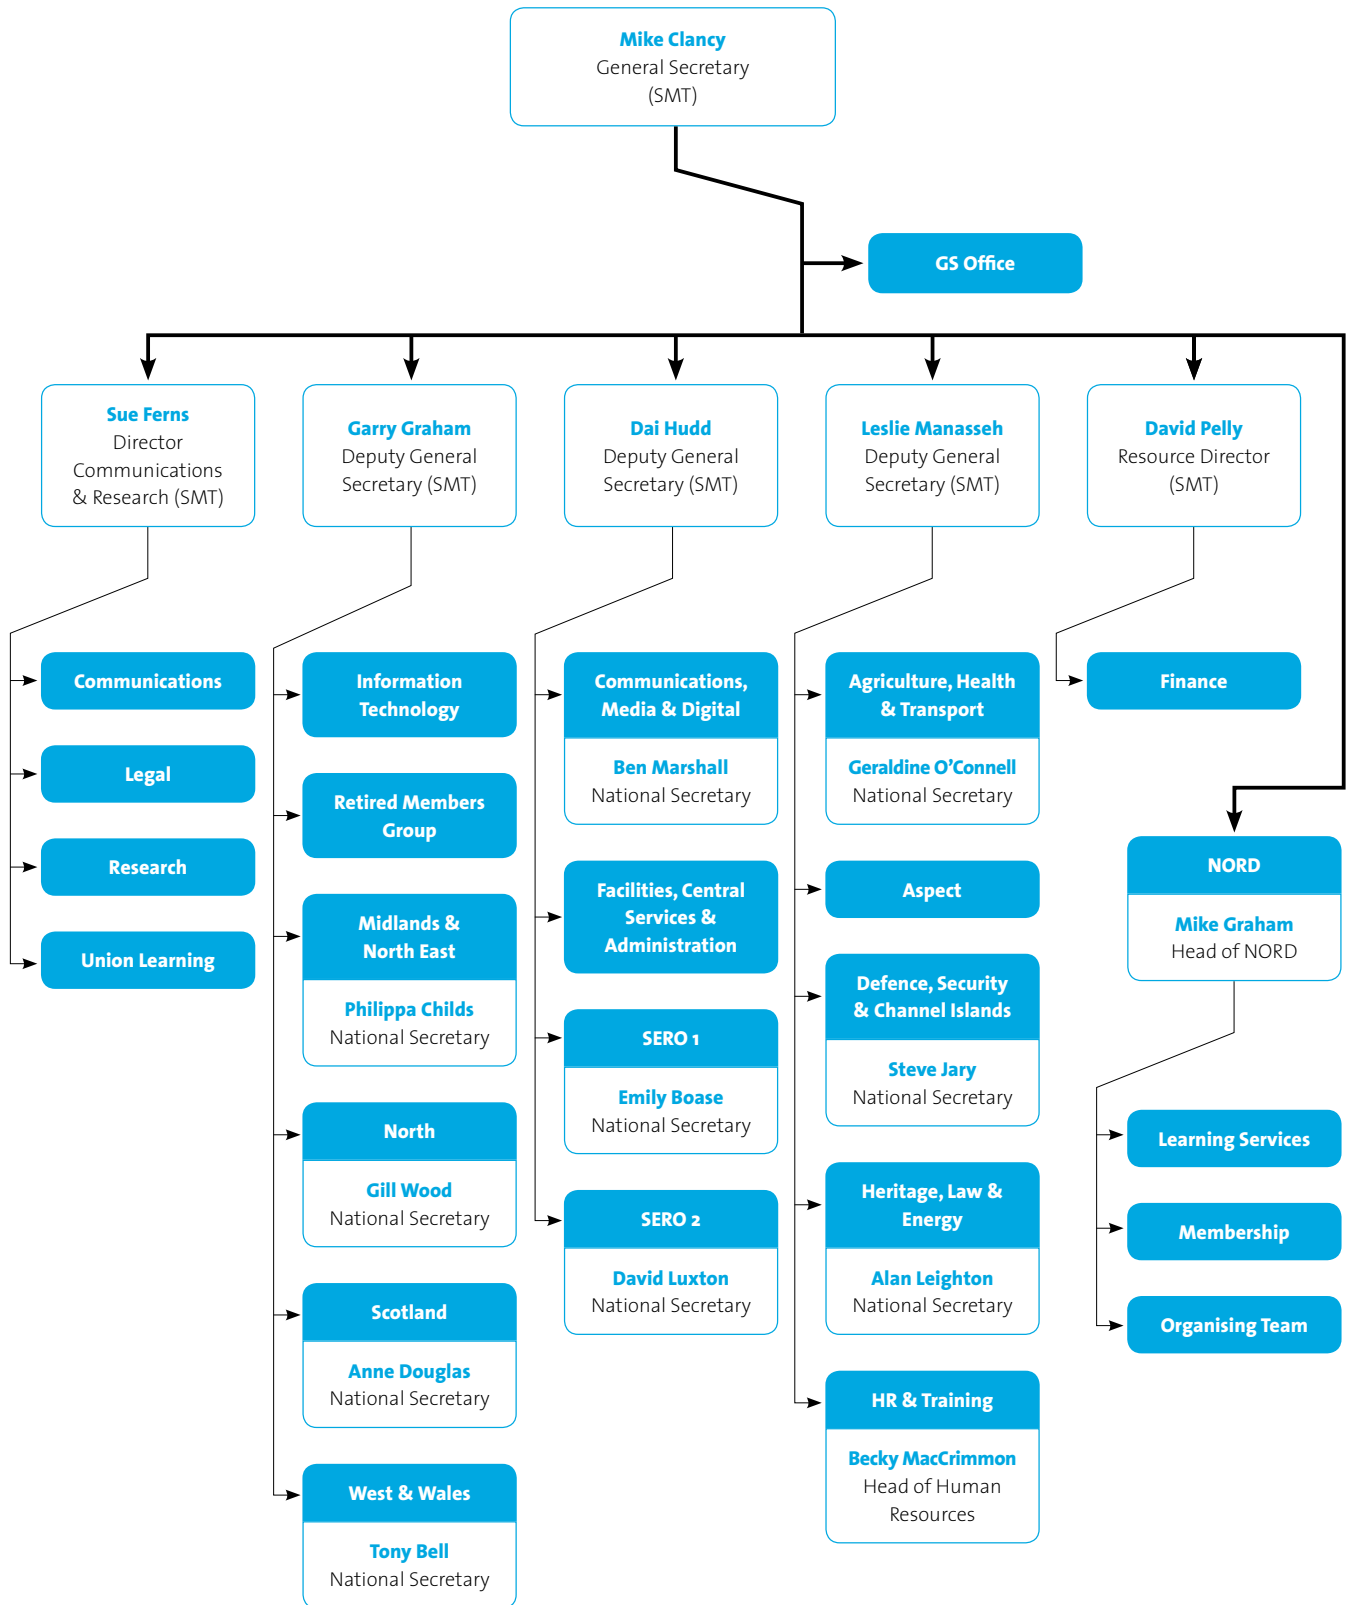 Mike Clancy
General Secretary
(SMT)
GS Office
Sue Ferns
Director
Communications
& Research (SMT)
Garry Graham
Deputy General
Secretary (SMT)
Dai Hudd
Deputy General
Secretary (SMT)
Leslie Manasseh
Deputy General
Secretary (SMT)
David Pelly
Resource Director
(SMT)
Communications
Legal
Research
Union Learning
Information
Technology
Retired Members
Group
Midlands &
North East
Philippa Childs
National Secretary
North
Gill Wood
National Secretary
Scotland
Anne Douglas
National Secretary
West & Wales
Tony Bell
National Secretary
Communications,
Media & Digital
Ben Marshall
National Secretary
Facilities, Central
Services &
Administration
SERO 1
Emily Boase
National Secretary
SERO 2
David Luxton
National Secretary
Agriculture, Health
& Transport
Geraldine O’Connell
National Secretary
Aspect
Defence, Security
& Channel Islands
Steve Jary
National Secretary
Heritage, Law &
Energy
Alan Leighton
National Secretary
HR & Training
Becky MacCrimmon
Head of Human
Resources
Finance
NORD
Mike Graham
Head of NORD
Learning Services
Membership
Organising Team